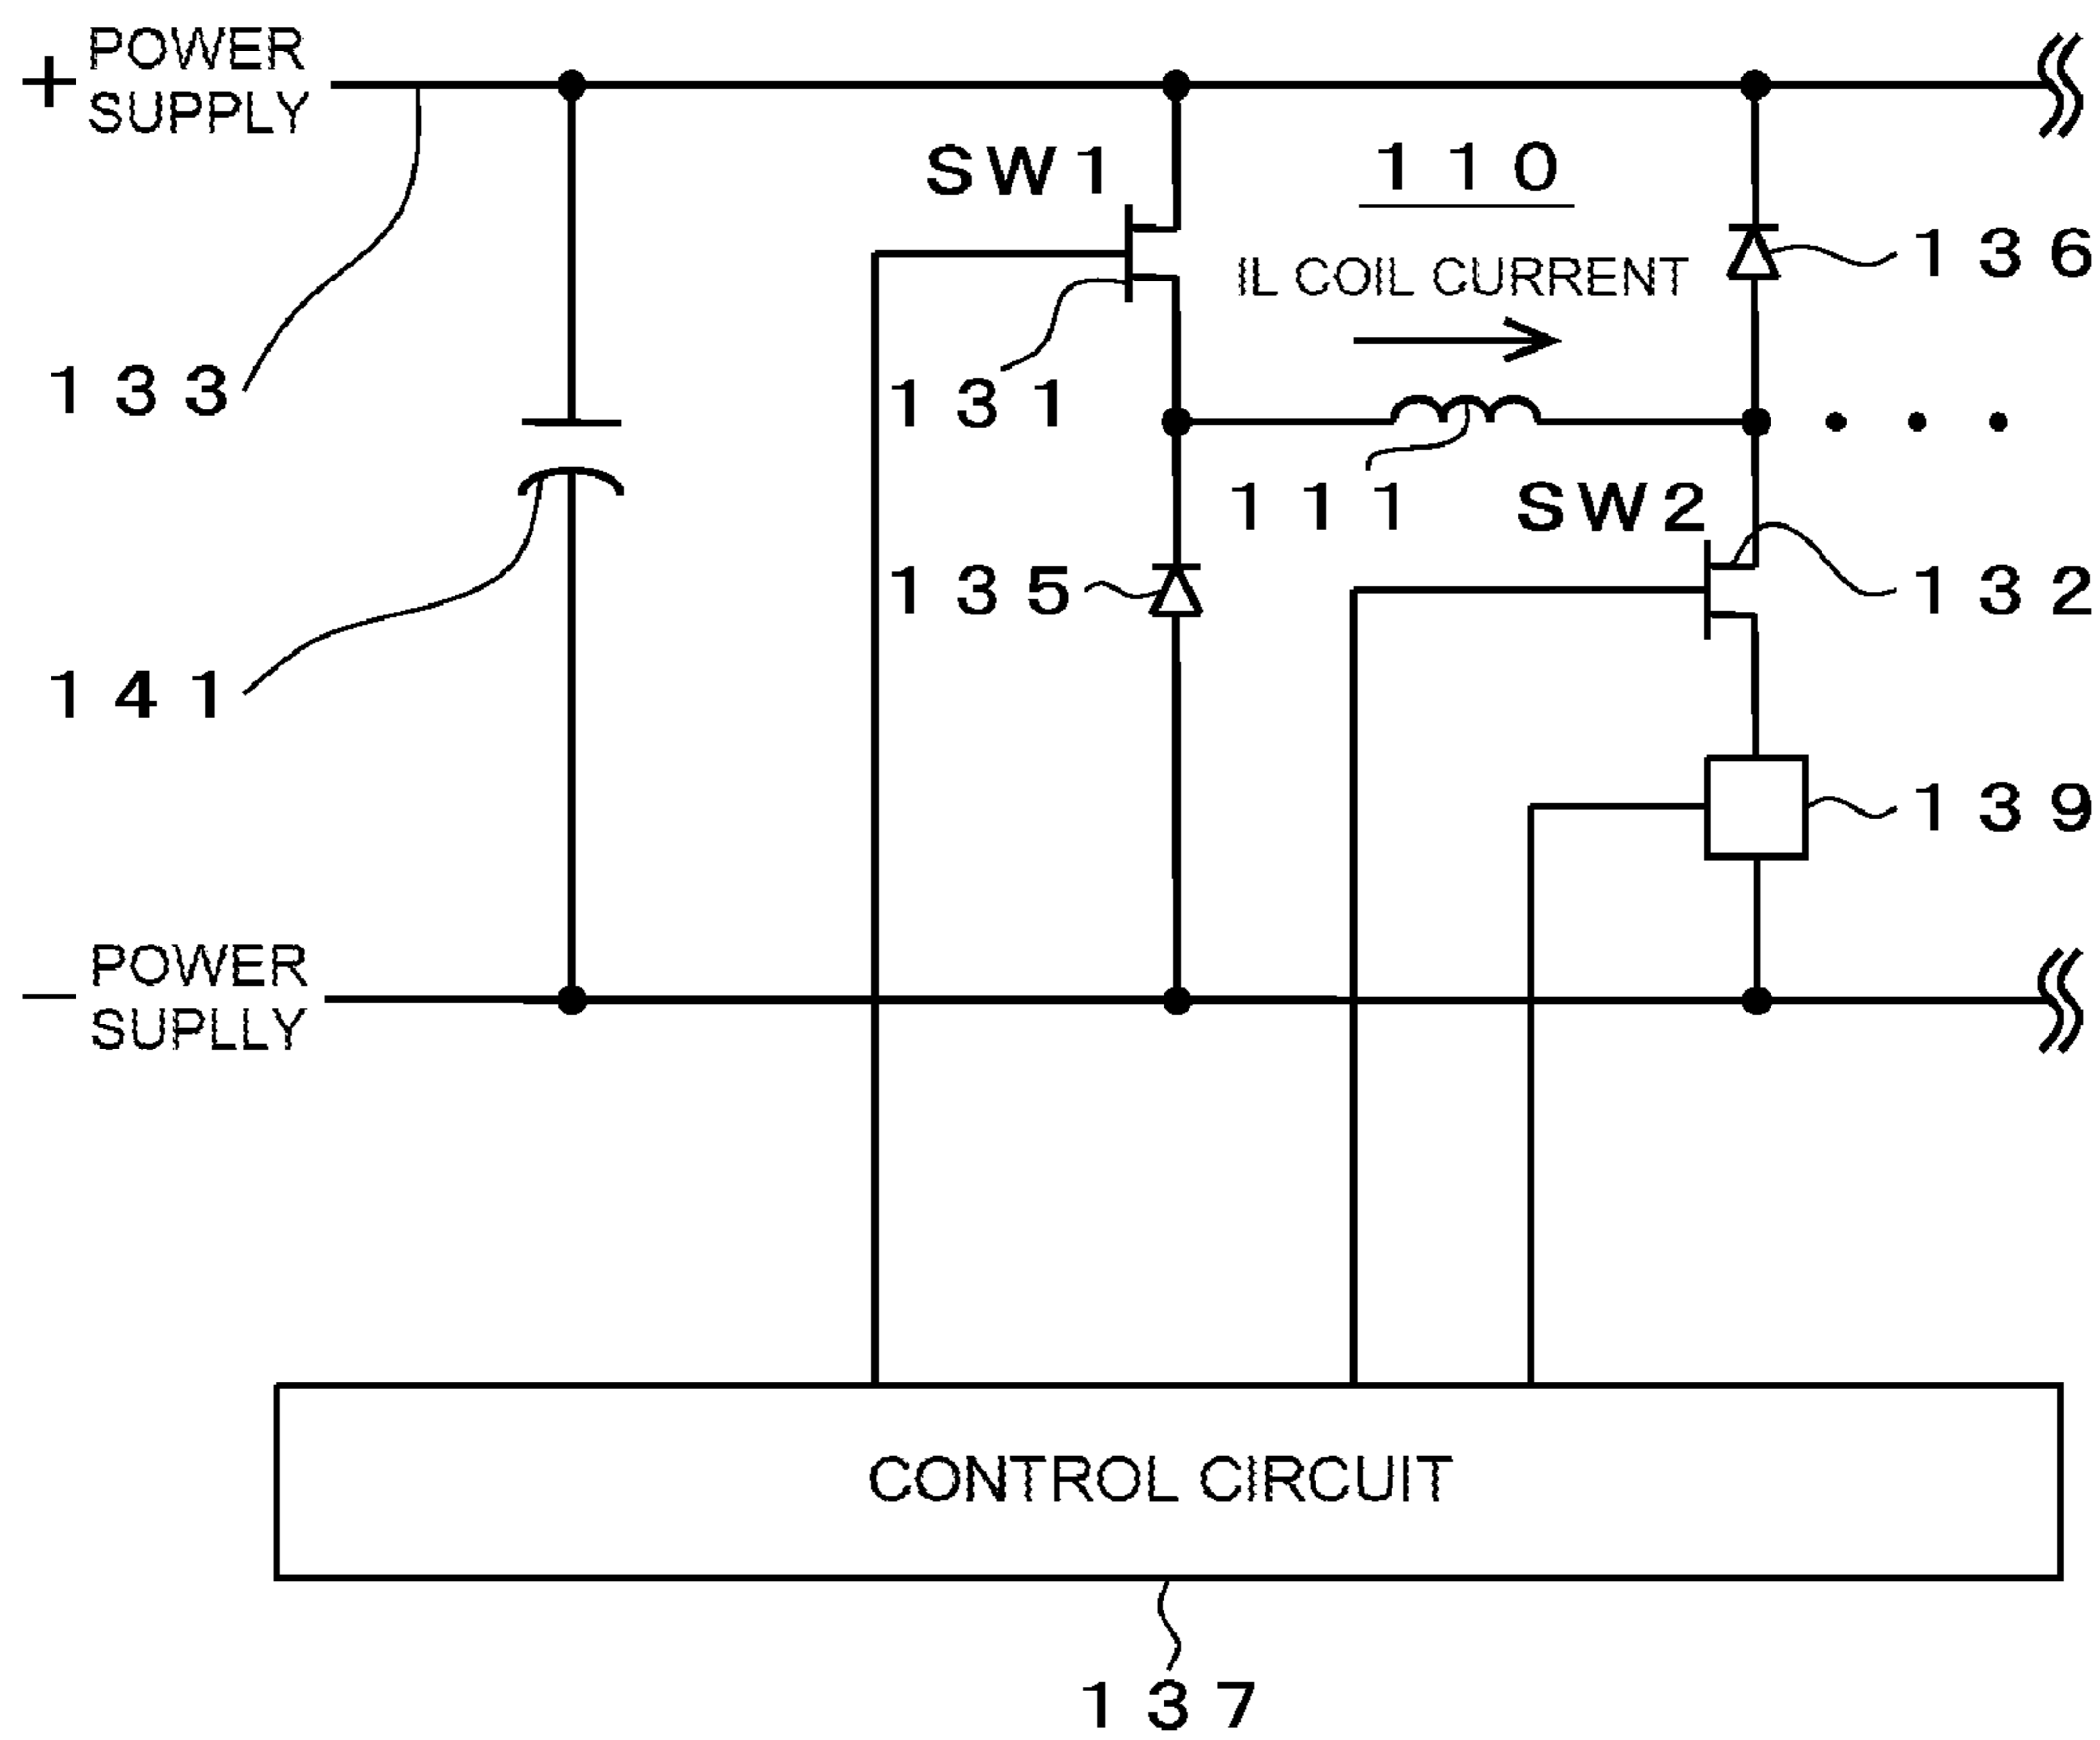 + POWER
SUPPLY
SW1
110
136
IL COIL CURRENT
133
131
111
SW2
135
132
141
139
− POWER
SUPLLY
CONTROL CIRCUIT
137